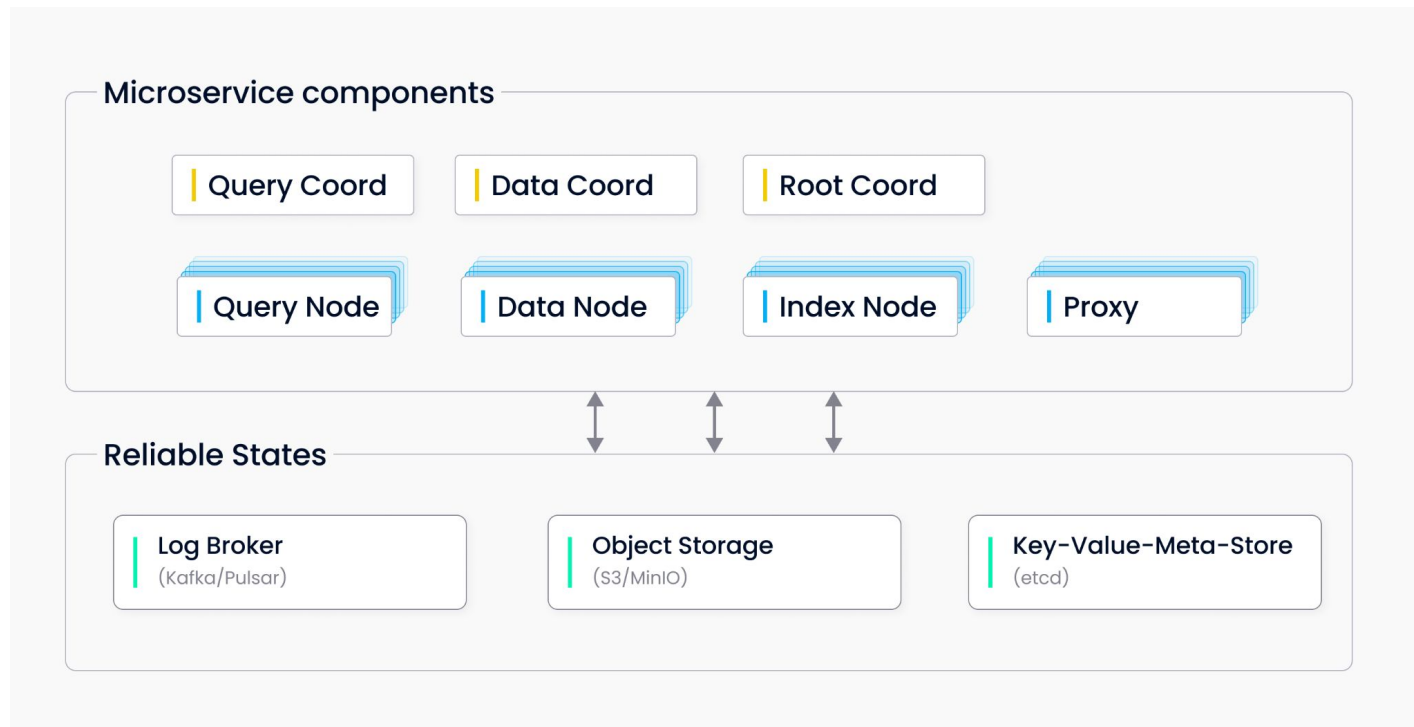 Microservice components
Query Coord
Data Coord
Root Coord
Query Node
Data Node
Index Node
Proxy
Reliable States
Log Broker
(Kafka/Pulsar)
Object Storage
(S3/MinIO)
Key-Value-Meta-Store
(etcd)